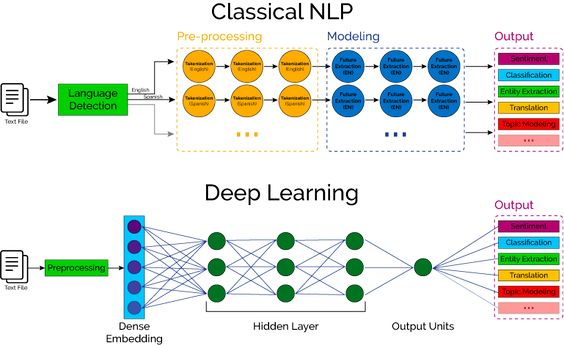 Classical NLP
Pre-processing
Modeling
Output
Text File
Language
Detection
English
Spanish
Tokenization
(English)
Tokenization
(English)
Tokenization
(English)
Future
Extraction
(EN)
Future
Extraction
(EN)
Future
Extraction
(EN)
Tokenization
(Spanish)
Tokenization
(Spanish)
Tokenization
(Spanish)
Future
Extraction
(EN)
Future
Extraction
(EN)
Future
Extraction
(EN)
...
...
Sentiment
Classification
Entity Extraction
Translation
Topic Modeling
...
Deep Learning
Output
Text File
Preprocessing
Dense
Embedding
Hidden Layer
Output Units
Sentiment
Classification
Entity Extraction
Translation
Topic Modeling
...